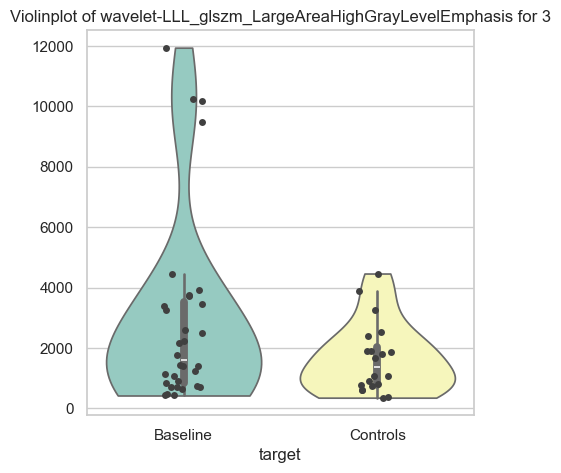 Violinplot of wavelet-LLL_glszm_LargeAreaHighGrayLevelEmphasis for 3
12000
10000
8000
6000
4000
2000
0
Baseline Controls
target